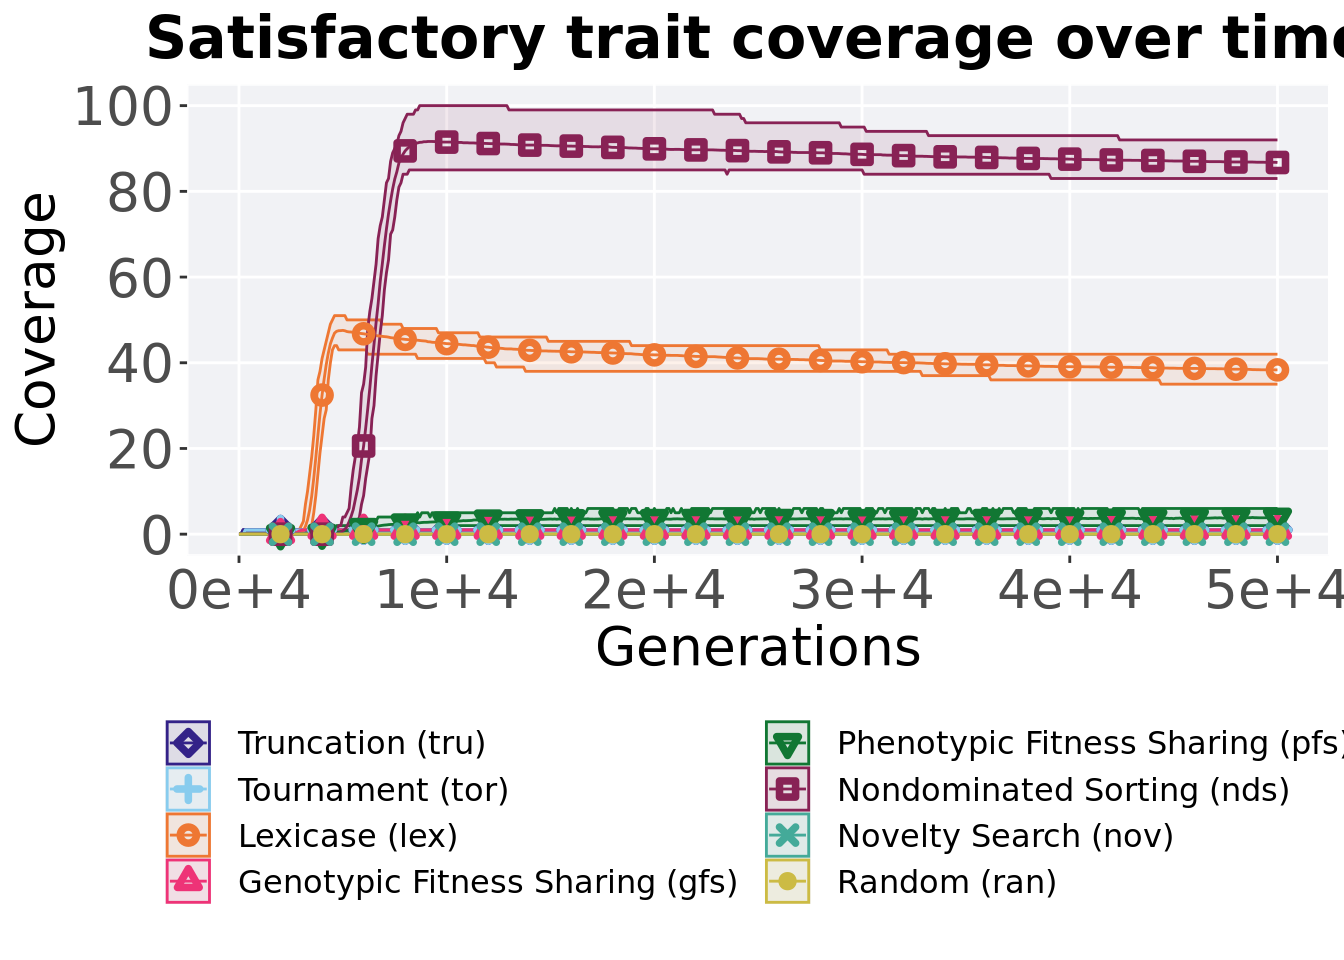 Satisfactory trait coverage over time
Coverage
100
80
60
40
20
0
0e+4 1e+4 2e+4 3e+4 4e+4 5e+4
Generations
Truncation (tru)
Tournament (tor)
Lexicase (lex)
Genotypic Fitness Sharing (gfs)
Phenotypic Fitness Sharing (pfs)
Nondominated Sorting (nds)
Novelty Search (nov)
Random (ran)